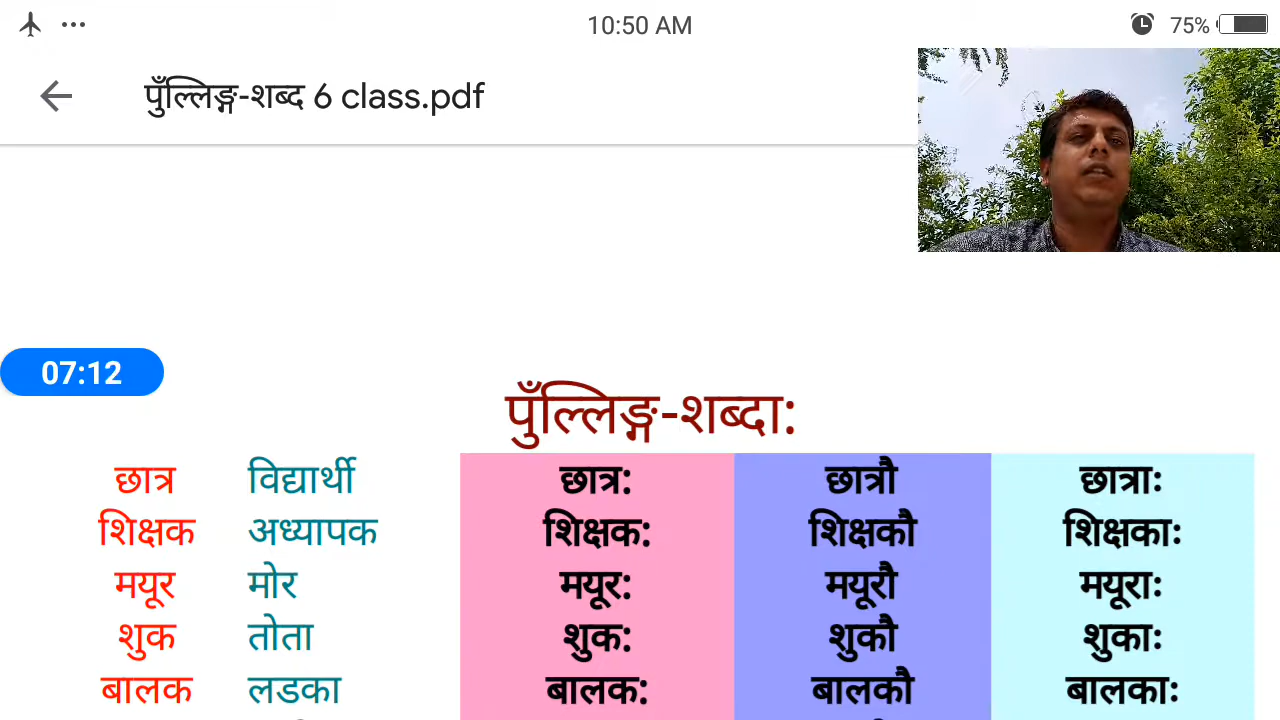 10:50 AM 75%
पुँल्लिङ्ग-शब्द 6 class.pdf
07:12
पुँल्लिङ्ग-शब्दा:
छात्र विद्यार्थी छात्र: छात्रौ छात्राः
शिक्षक अध्यापक शिक्षक: शिक्षकौ शिक्षकाः
मयूर मोर मयूर: मयूरौ मयूराः
शुक तोता शुक: शुकौ शुकाः
बालक लडका बालक: बालकौ बालकाः